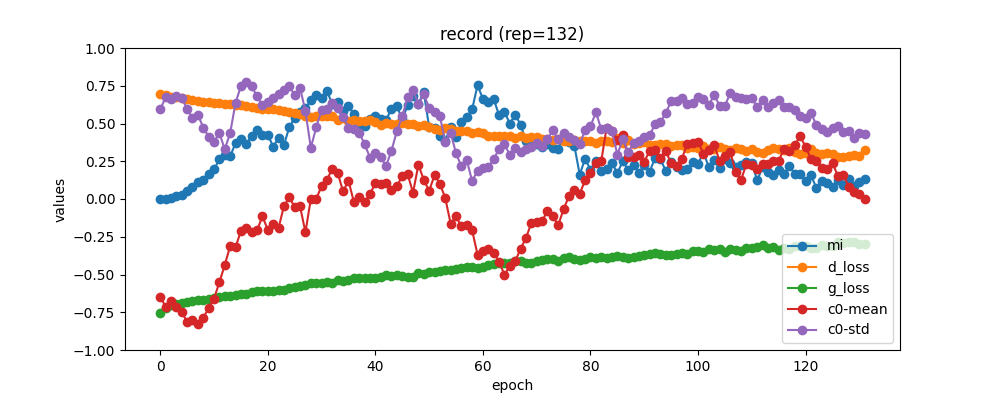 record (rep=132)
1.00
0.75
0.50
0.25
0.00
−0.25
−0.50
−0.75
−1.00
values
0 20 40 60 80 100 120
epoch
mi
d_loss
g_loss
c0-mean
c0-std